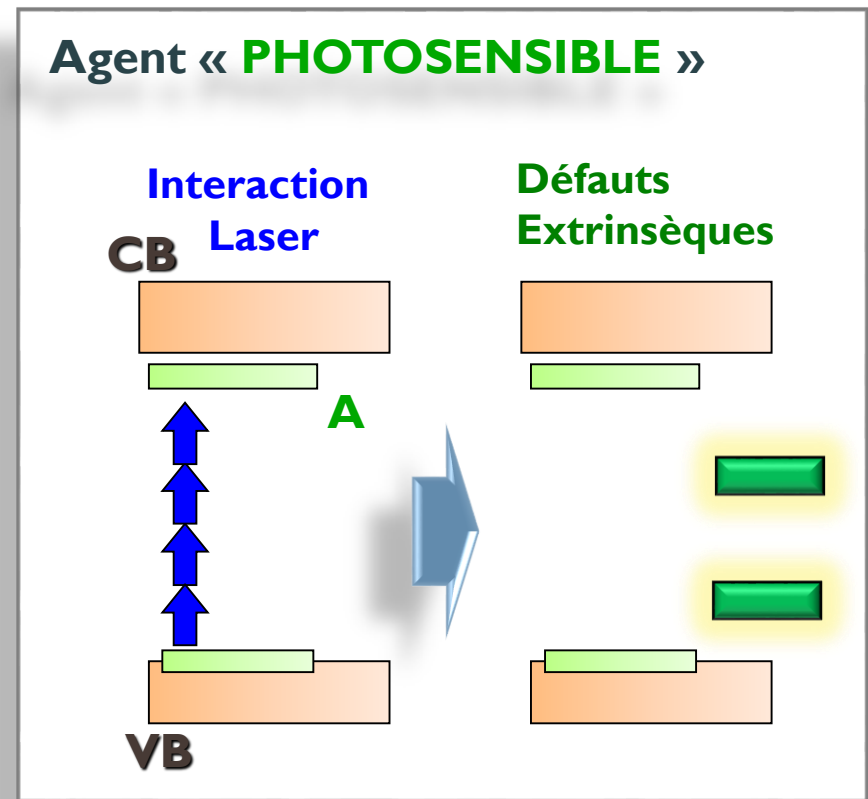 Agent « PHOTOSENSIBLE »
Interaction
Laser
Défauts
Extrinsèques
CB
A
VB